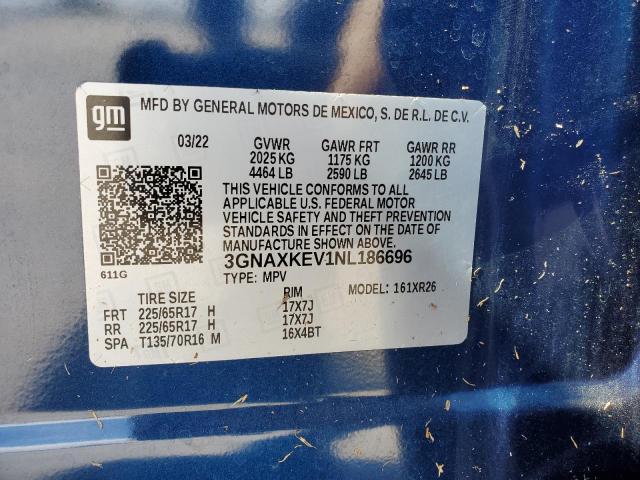 gm
MFD BY GENERAL MOTORS DE MEXICO, S. DE R.L. DE C.V.
03/22 GVWR GAWR FRT GAWR RR
2025 KG 1175 KG 1200 KG
4464 LB 2590 LB 2645 LB
THIS VEHICLE CONFORMS TO ALL
APPLICABLE U.S. FEDERAL MOTOR
VEHICLE SAFETY AND THEFT PREVENTION
STANDARDS IN EFFECT ON THE DATE OF
MANUFACTURE SHOWN ABOVE.
611G
3GNAXKEV1NL186696
TYPE: MPV MODEL: 161XR26
TIRE SIZE RIM
FRT 225/65R17 H 17X7J
RR 225/65R17 H 17X7J
SPA T135/70R16 M 16X4BT